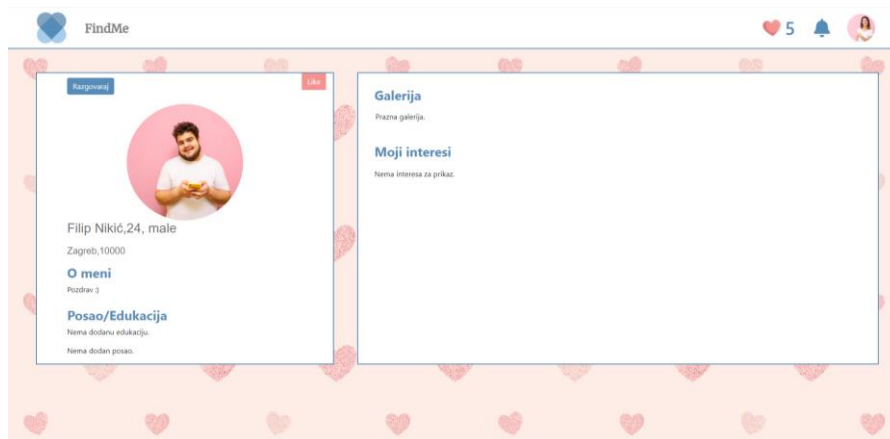 FindMe
5
Razgovaraj
Like
Filip Nikić,24, male
Zagreb,10000
O meni
Pozdrav :)
Posao/Edukacija
Nema dodanu edukaciju.
Nema dodan posao.
Galerija
Prazna galerija.
Moji interesi
Nema interesa za prikaz.